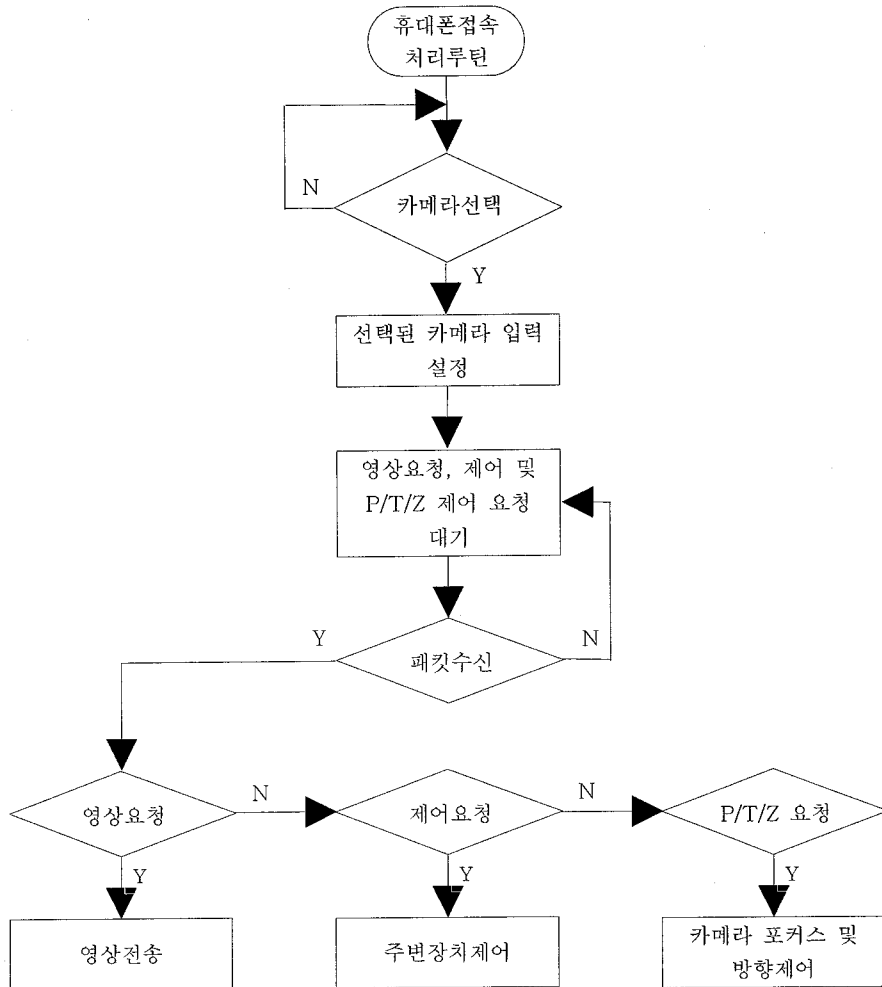 휴대폰접속
처리루틴
N
카메라선택
Y
선택된 카메라 입력
설정
영상요청, 제어 및
P/T/Z 제어 요청
대기
Y
패킷수신
N
영상요청
N
제어요청
N
P/T/Z 요청
Y
Y
Y
영상전송
주변장치제어
카메라 포커스 및
방향제어